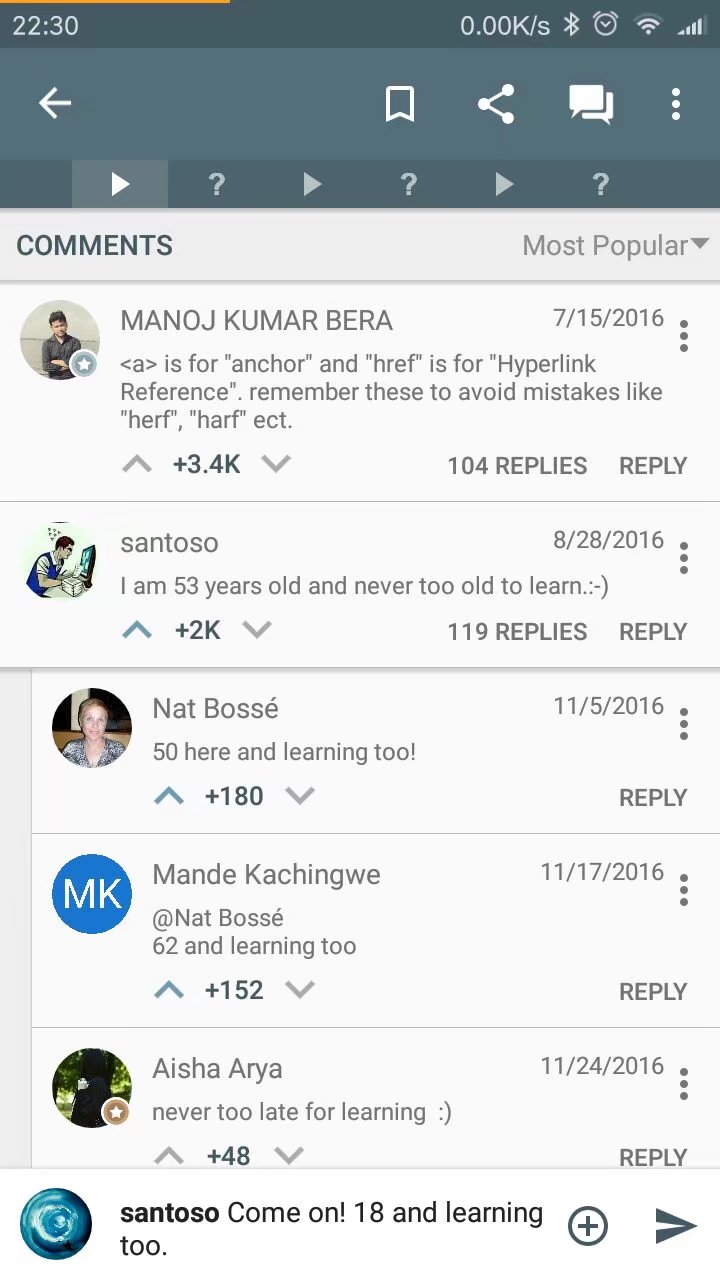 22:30 0.00K/s
? ? ?
COMMENTS Most Popular
MANOJ KUMAR BERA 7/15/2016
<a> is for "anchor" and "href" is for "Hyperlink
Reference". remember these to avoid mistakes like
"herf", "harf" ect.
+3.4K 104 REPLIES REPLY
santoso 8/28/2016
I am 53 years old and never too old to learn.:-)
+2K 119 REPLIES REPLY
Nat Bossé 11/5/2016
50 here and learning too!
+180 REPLY
MK Mande Kachingwe 11/17/2016
@Nat Bossé
62 and learning too
+152 REPLY
Aisha Arya 11/24/2016
never too late for learning :)
+48 REPLY
santoso Come on! 18 and learning
too.